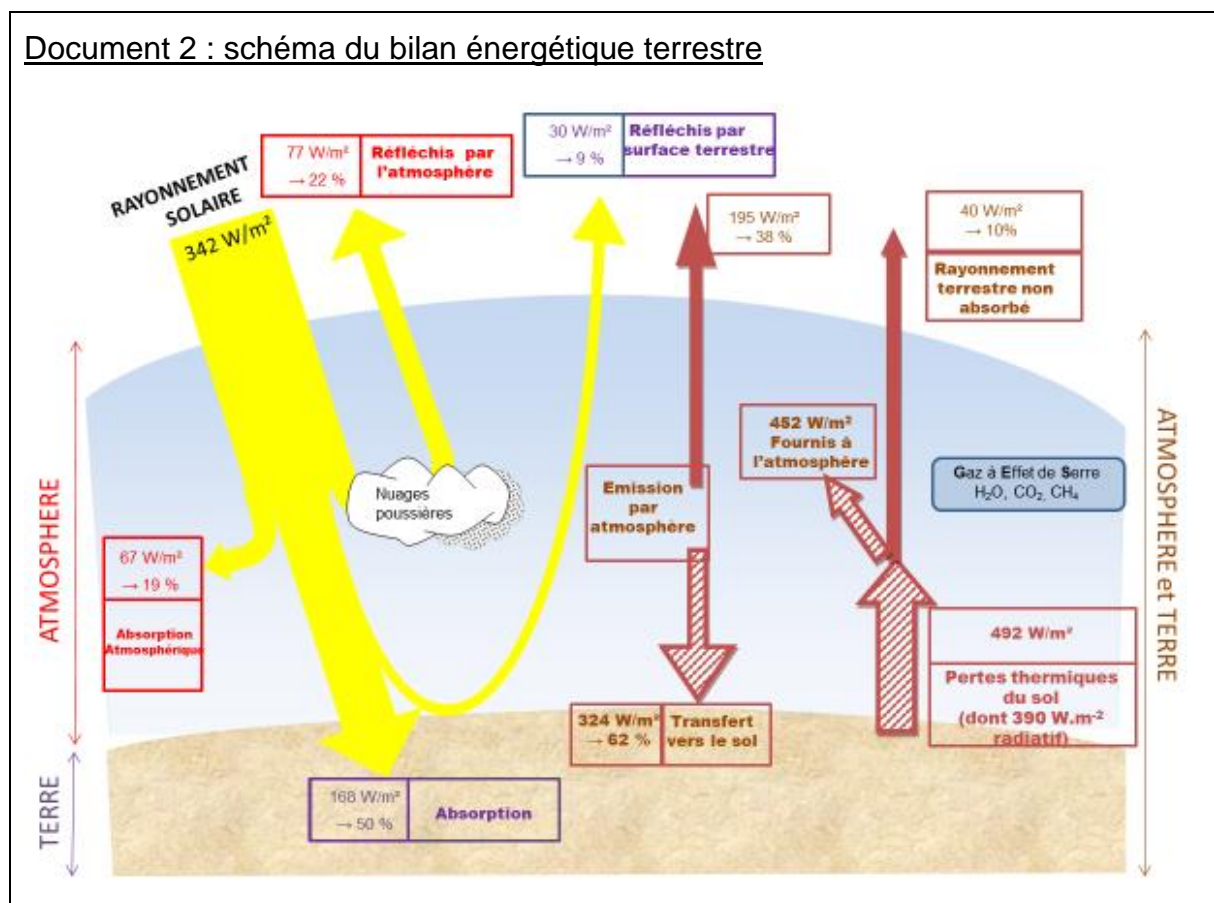 Document 2 : schéma du bilan énergétique terrestre
RAYONNEMENT
SOLAIRE
342 W/m²
77 W/m²
→ 22 %
Réfléchis par
l'atmosphère
30 W/m²
→ 9 %
Réfléchis par
surface terrestre
195 W/m²
→ 38 %
40 W/m²
→ 10%
Rayonnement
terrestre non
absorbé
ATMOSPHERE
TERRE
67 W/m²
→ 19 %
Absorption
Atmosphérique
Nuages
poussières
Emission
par
atmosphère
452 W/m²
Fournis à
l'atmosphère
Gaz à Effet de Serre
H₂O, CO₂, CH₄
492 W/m²
Pertes thermiques
du sol
(dont 390 W.m⁻²
radiatif)
324 W/m²
→ 62 %
Transfert
vers le sol
168 W/m²
→ 50 %
Absorption
ATMOSPHERE et TERRE